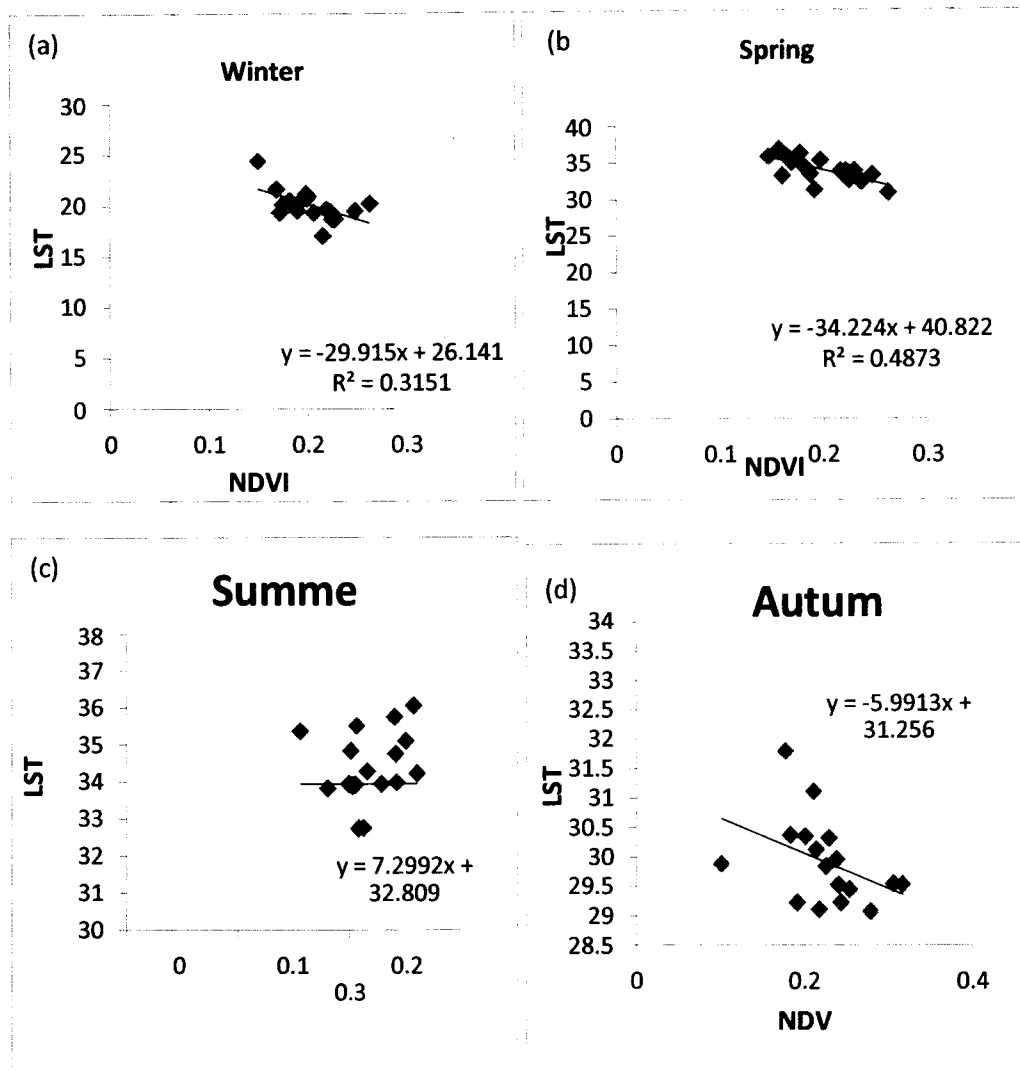 (a)
Winter
30
25
20
15
10
5
0
LST
y = -29.915x + 26.141
R² = 0.3151
0 0.1 0.2 0.3
NDVI
(b
Spring
40
35
30
25
20
15
10
5
0
LST
y = -34.224x + 40.822
R² = 0.4873
0 0.1 0.2 0.3
NDVI
(c)
Summe
38
37
36
35
34
33
32
31
30
LST
y = 7.2992x +
32.809
0 0.1 0.2
0.3
(d)
Autum
34
33.5
33
32.5
32
31.5
31
30.5
30
29.5
29
28.5
LST
y = -5.9913x +
31.256
0 0.2 0.4
NDV